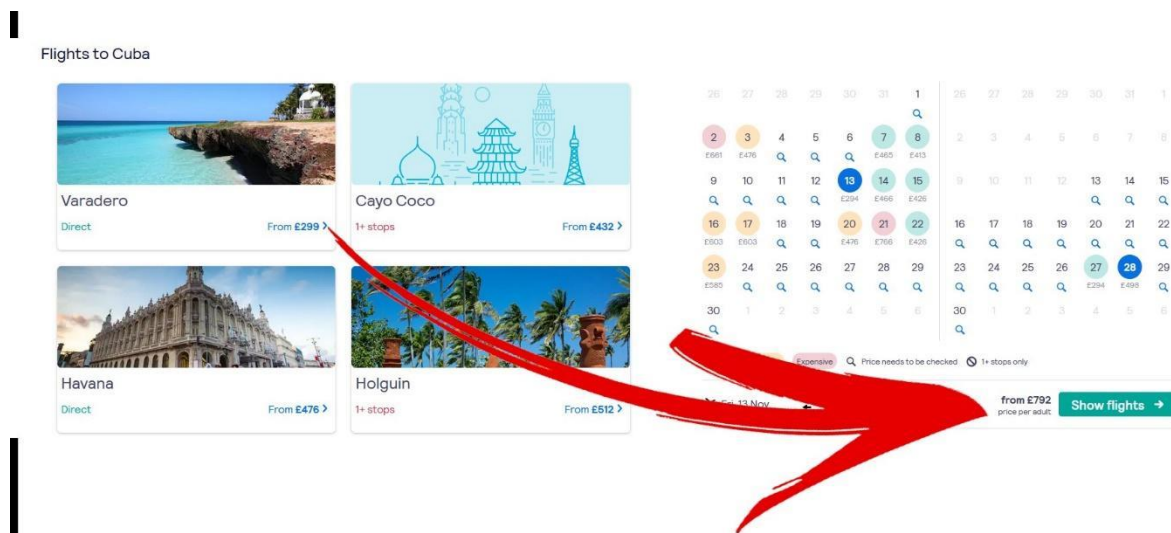 Flights to Cuba
Varadero
Direct From £299 >
Cayo Coco
1+ stops From £432 >
Havana
Direct From £476 >
Holguin
1+ stops From £512 >
26 27 28 29 30 31 1
2 3 4 5 6 7 8
£661 £476 £465 £413
9 10 11 12 13 14 15
£294 £466 £426
16 17 18 19 20 21 22
£603 £603 £476 £766 £426
23 24 25 26 27 28 29
£585
30 1 2 3 4 5 6
26 27 28 29 30 31 1
2 3 4 5 6 7 8
9 10 11 12 13 14 15
16 17 18 19 20 21 22
23 24 25 26 27 28 29
£294 £498
30 1 2 3 4 5 6
Expensive Price needs to be checked 1+ stops only
Fri, 13 Nov
from £792
price per adult
Show flights →